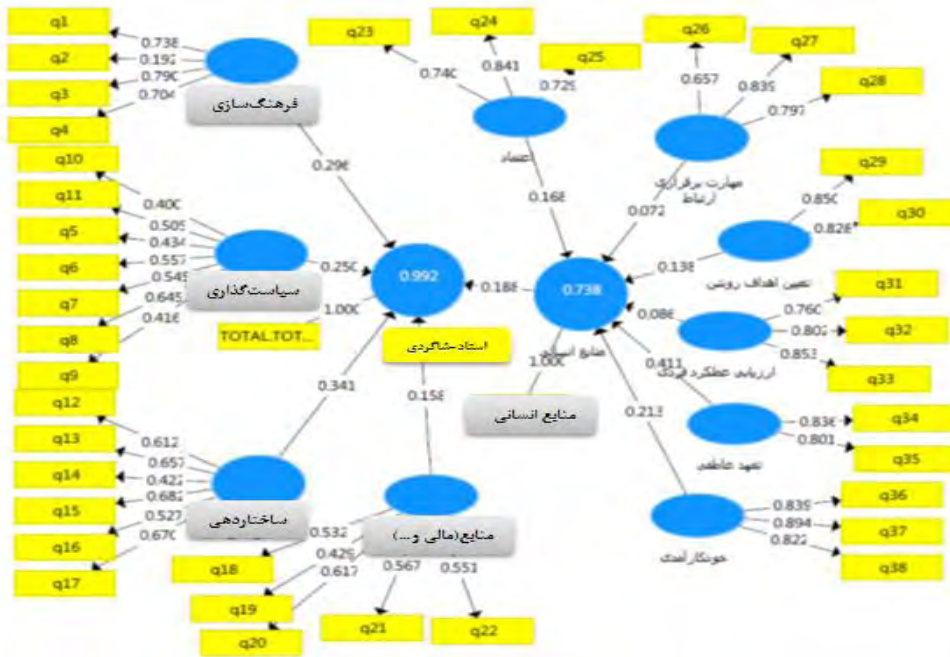 q1
q2
q3
q4
0.738
0.192
0.790
0.704
فرهنگ‌سازی
0.296
q10
q11
q5
q6
q7
q8
q9
0.400
0.505
0.434
0.557
0.545
0.645
0.416
سیاست‌گذاری
0.250
0.992
1.000
TOTAL.TOT...
استاد-شاگردی
q12
q13
q14
q15
q16
q17
0.612
0.657
0.422
0.682
0.527
0.670
ساختاردهی
0.341
0.158
منابع(مالی و...)
0.532
0.429
0.617
0.567
0.551
q18
q19
q20
q21
q22
q23
q24
q25
0.740
0.841
0.729
اعتماد
0.168
q26
q27
q28
0.657
0.839
0.797
مهارت برقراری
ارتباط
0.072
q29
q30
0.850
0.828
تعیین اهداف روشن
0.138
0.738
0.188
منابع انسانی
1.000
منابع انسانی
q31
q32
q33
0.760
0.802
0.853
ارزیابی عملکرد فردی
0.086
q34
q35
0.836
0.801
تعهد عاطفی
0.411
q36
q37
q38
0.839
0.894
0.822
خودکارآمدی
0.213